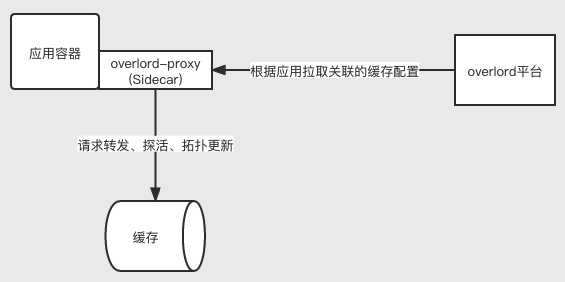 应用容器
overlord-proxy
(Sidecar)
根据应用拉取关联的缓存配置
overlord平台
请求转发、探活、拓扑更新
缓存